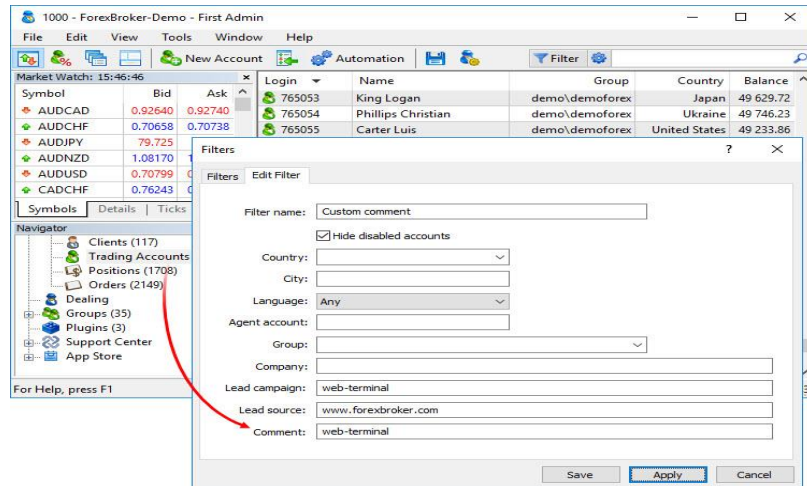 1000 - ForexBroker-Demo - First Admin
File Edit View Tools Window Help
New Account Automation Filter
Market Watch: 15:46:46
Symbol Bid Ask
AUDCAD 0.92640 0.92740
AUDCHF 0.70658 0.70738
AUDJPY 79.725
AUDNZD 1.08170
AUDUSD 0.70799
CADCHF 0.76243
Symbols Details Ticks
Login Name Group Country Balance
765053 King Logan demo\demoforex Japan 49 629.72
765054 Phillips Christian demo\demoforex Ukraine 49 746.23
765055 Carter Luis demo\demoforex United States 49 233.86
Navigator
Clients (117)
Trading Accounts
Positions (1708)
Orders (2149)
Dealing
Groups (35)
Plugins (3)
Support Center
App Store
For Help, press F1
Filters ?
Filters Edit Filter
Filter name: Custom comment
Hide disabled accounts
Country:
City:
Language: Any
Agent account:
Group:
Company:
Lead campaign: web-terminal
Lead source: www.forexbroker.com
Comment: web-terminal
Save Apply Cancel